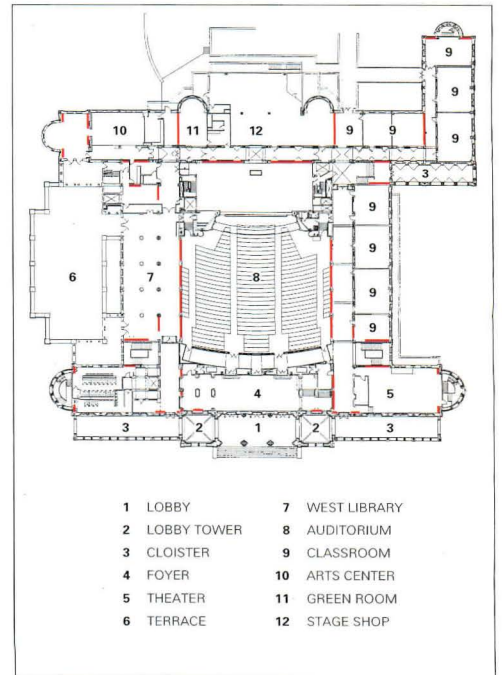 9
9
10 11 12 9 9 9
3
9
9
6 7 8
9
9
4 5
3 2 1 2 3
1 LOBBY
2 LOBBY TOWER
3 CLOISTER
4 FOYER
5 THEATER
6 TERRACE
7 WEST LIBRARY
8 AUDITORIUM
9 CLASSROOM
10 ARTS CENTER
11 GREEN ROOM
12 STAGE SHOP